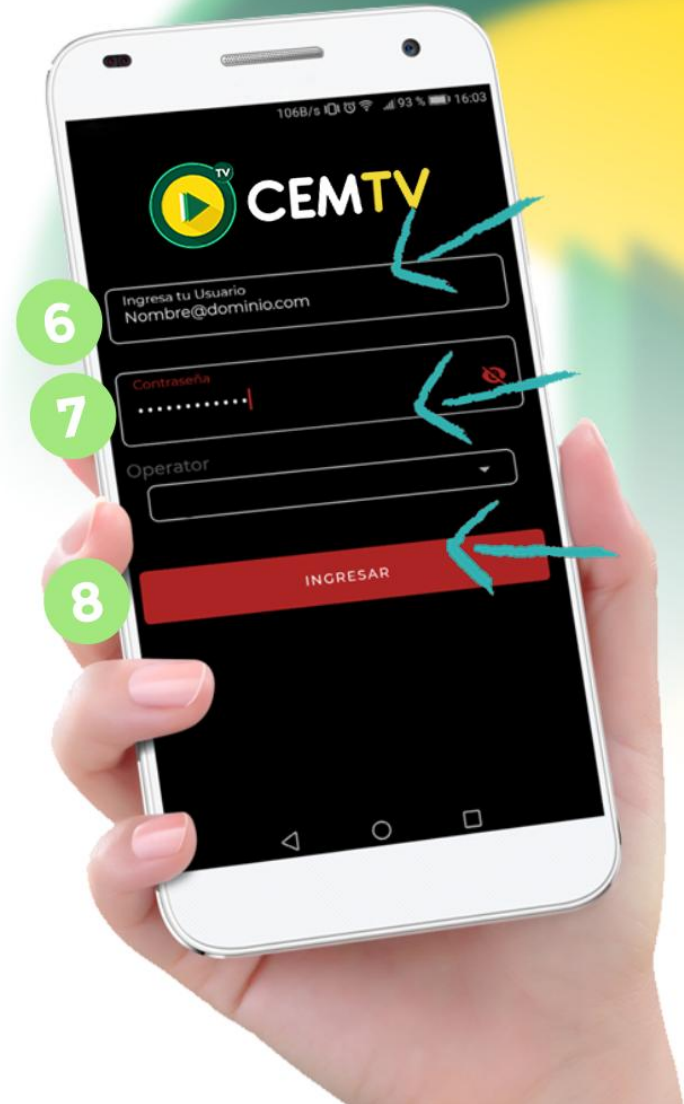 106B/s 93 % 16:03
TV
CEMTV
6
Ingresa tu Usuario
Nombre@dominio.com
7
Contraseña
••••••••••••
Operator
8
INGRESAR